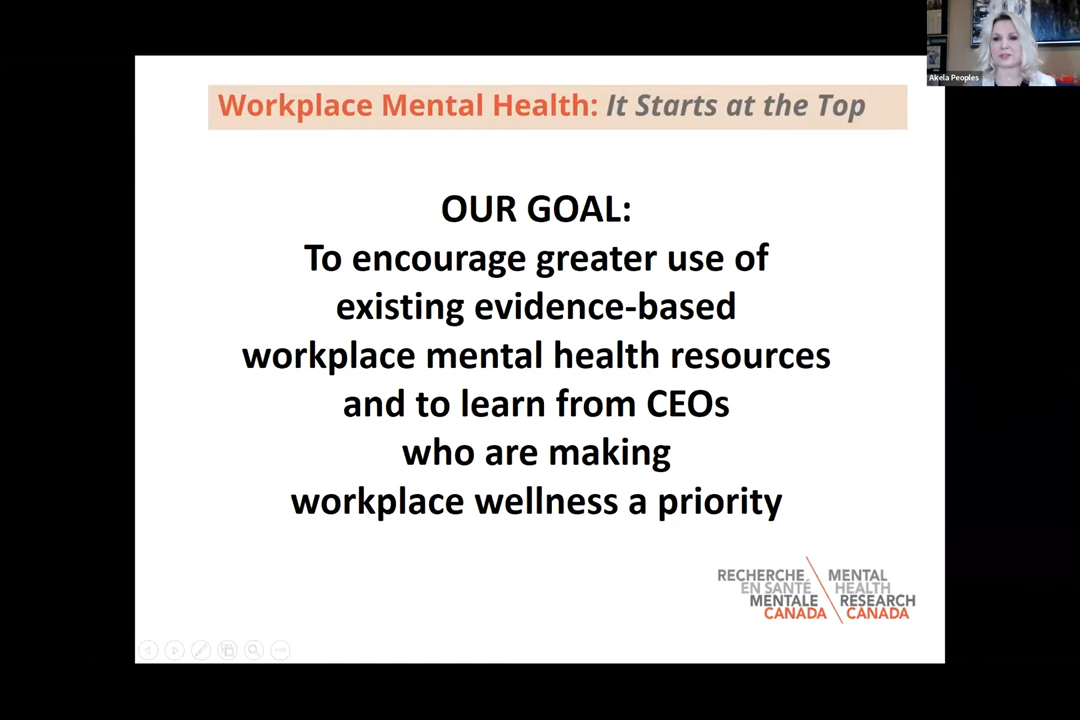 Akela Peoples
Workplace Mental Health: It Starts at the Top
OUR GOAL:
To encourage greater use of
existing evidence-based
workplace mental health resources
and to learn from CEOs
who are making
workplace wellness a priority
RECHERCHE
EN SANTÉ
MENTALE
CANADA
MENTAL
HEALTH
RESEARCH
CANADA